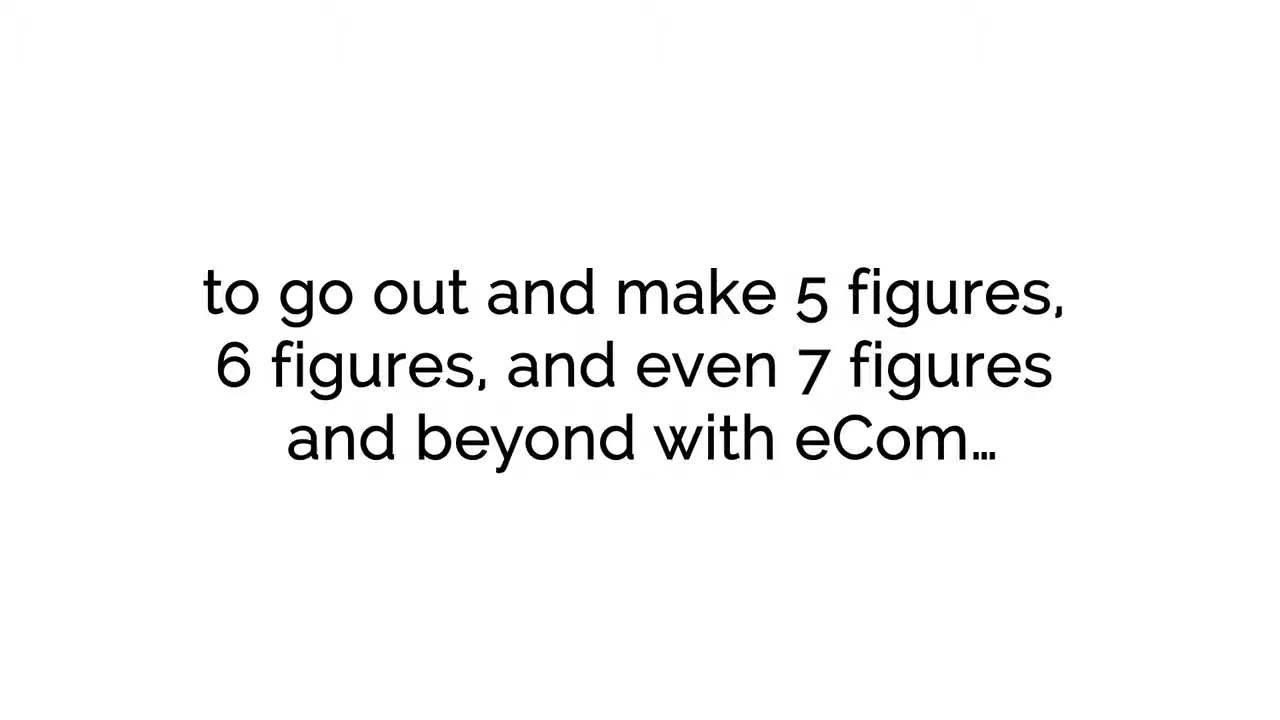 to go out and make 5 figures,
6 figures, and even 7 figures
and beyond with eCom…